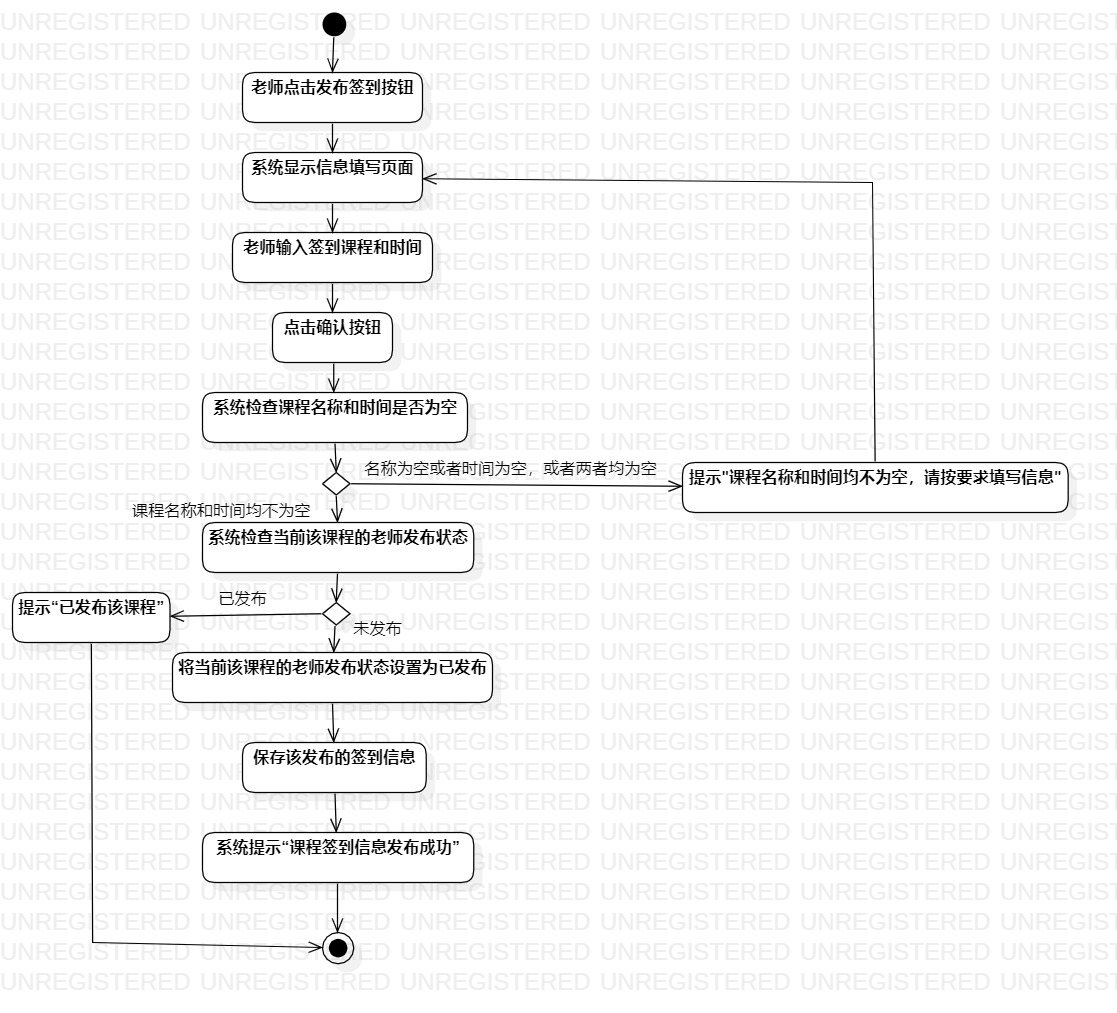 老师点击发布签到按钮
系统显示信息填写页面
老师输入签到课程和时间
点击确认按钮
系统检查课程名称和时间是否为空
名称为空或者时间为空，或者两者均为空
提示"课程名称和时间均不为空，请按要求填写信息"
课程名称和时间均不为空
系统检查当前该课程的老师发布状态
已发布
提示“已发布该课程”
未发布
将当前该课程的老师发布状态设置为已发布
保存该发布的签到信息
系统提示“课程签到信息发布成功”
UNREGISTERED